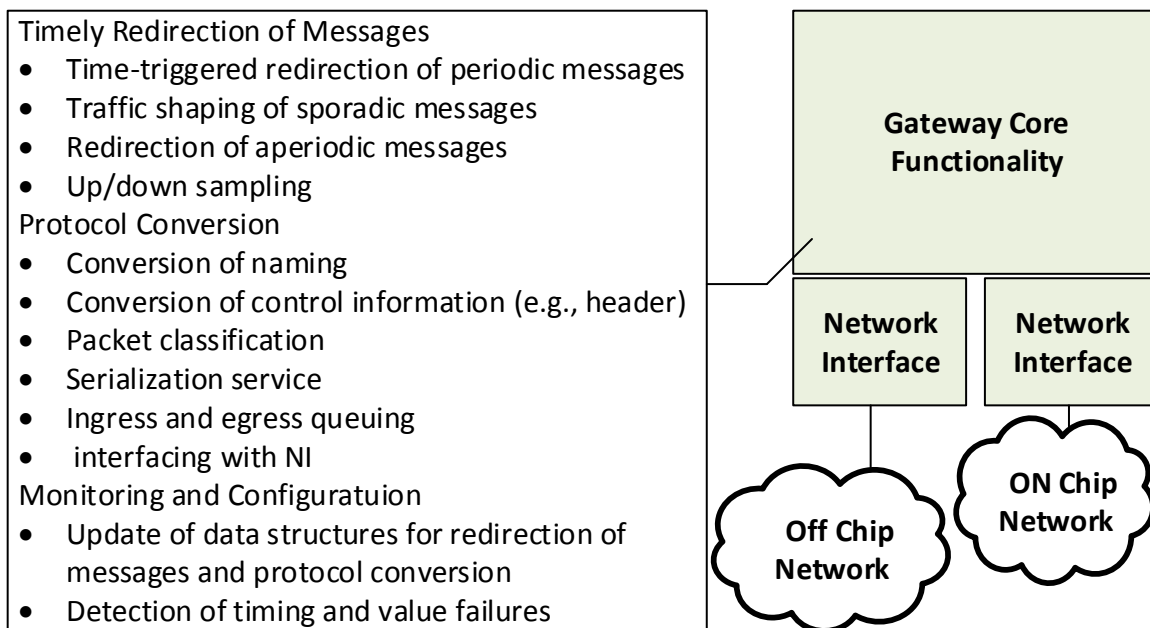 Timely Redirection of Messages
• Time-triggered redirection of periodic messages
• Traffic shaping of sporadic messages
• Redirection of aperiodic messages
• Up/down sampling
Protocol Conversion
• Conversion of naming
• Conversion of control information (e.g., header)
• Packet classification
• Serialization service
• Ingress and egress queuing
• interfacing with NI
Monitoring and Configuratuion
• Update of data structures for redirection of
messages and protocol conversion
• Detection of timing and value failures
Gateway Core
Functionality
Network
Interface
Network
Interface
Off Chip
Network
ON Chip
Network